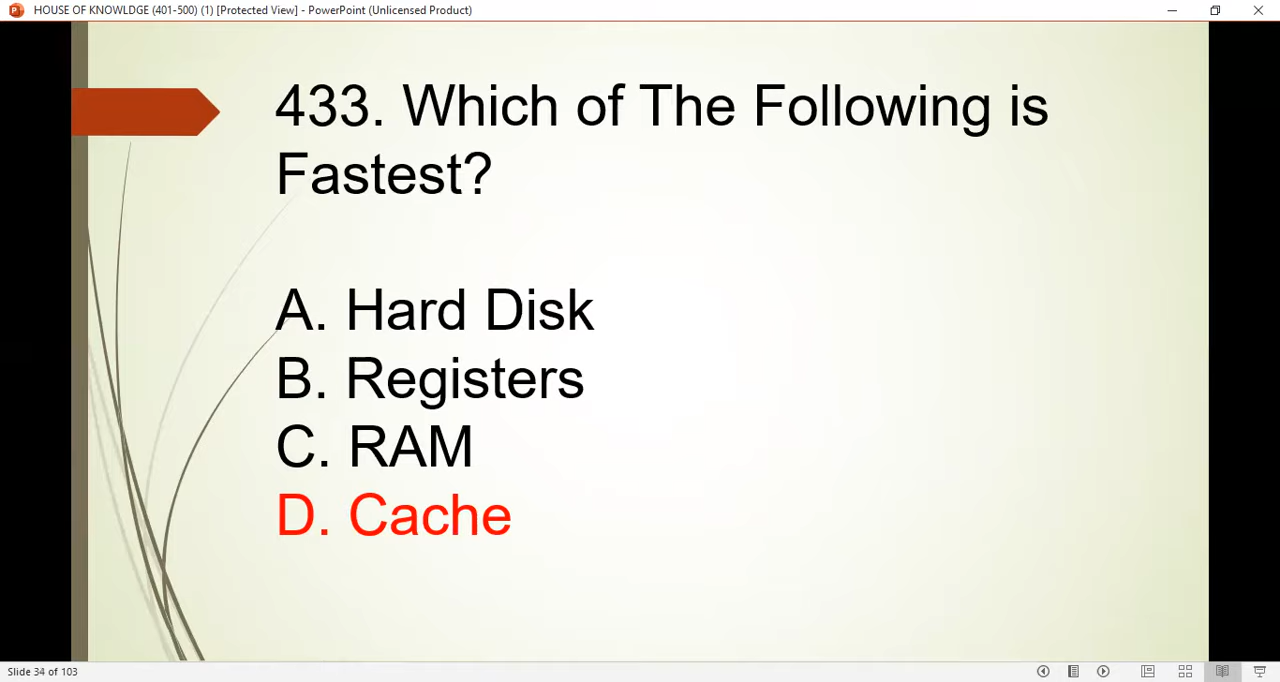 HOUSE OF KNOWLDGE (401-500) (1) [Protected View] - PowerPoint (Unlicensed Product)
433. Which of The Following is
Fastest?
A. Hard Disk
B. Registers
C. RAM
D. Cache
Slide 34 of 103